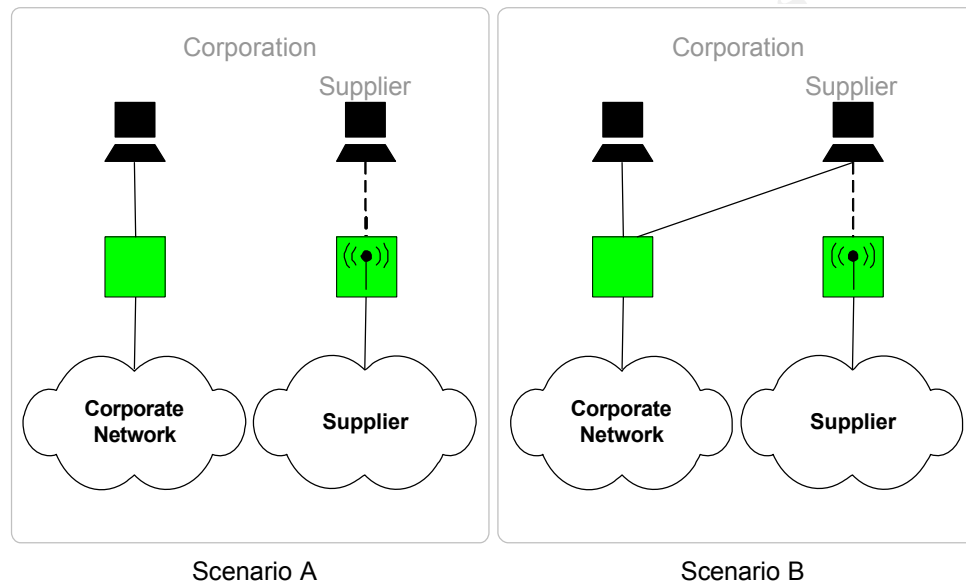 Corporation
Supplier
Corporate
Network
Supplier
Scenario A
Corporation
Supplier
Corporate
Network
Supplier
Scenario B